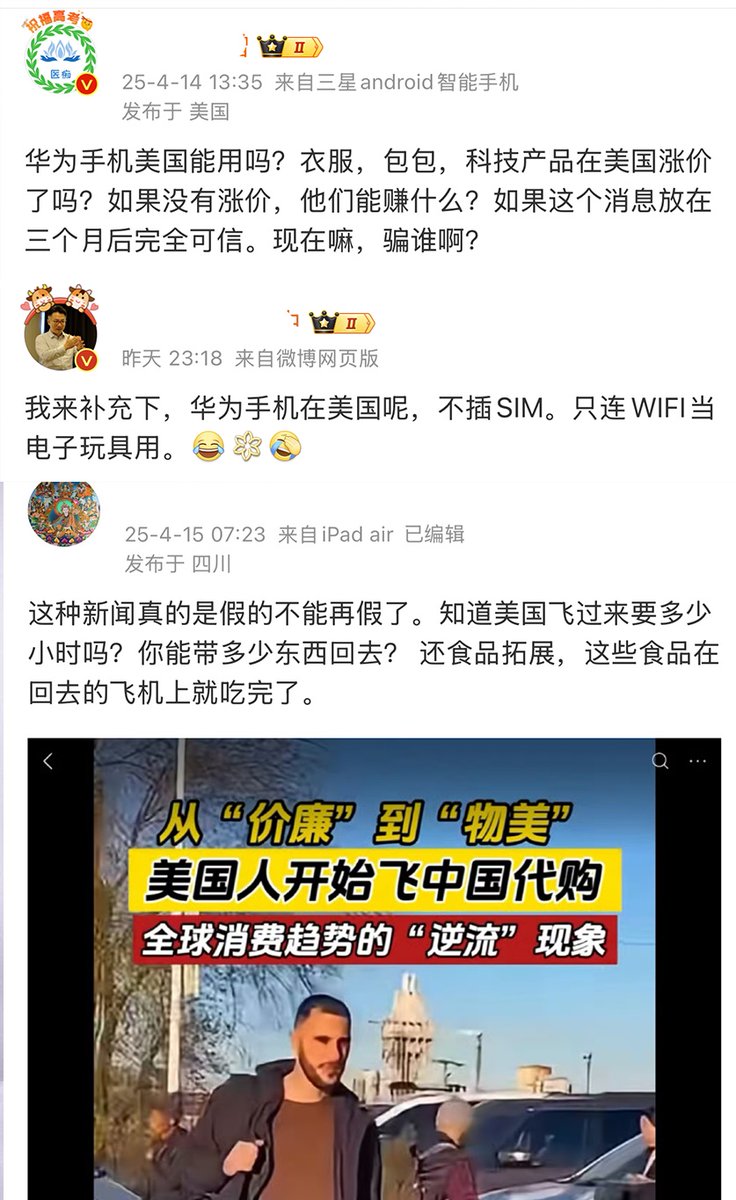 祝福高考
医痴
II
25-4-14 13:35 来自三星android智能手机
发布于 美国
华为手机美国能用吗？衣服，包包，科技产品在美国涨价
了吗？如果没有涨价，他们能赚什么？如果这个消息放在
三个月后完全可信。现在嘛，骗谁啊？
II
昨天 23:18 来自微博网页版
我来补充下，华为手机在美国呢，不插SIM。只连WIFI当
电子玩具用。😂💮🤣
25-4-15 07:23 来自iPad air 已编辑
发布于 四川
这种新闻真的是假的不能再假了。知道美国飞过来要多少
小时吗？你能带多少东西回去？ 还食品拓展，这些食品在
回去的飞机上就吃完了。
从“价廉”到“物美”
美国人开始飞中国代购
全球消费趋势的“逆流”现象